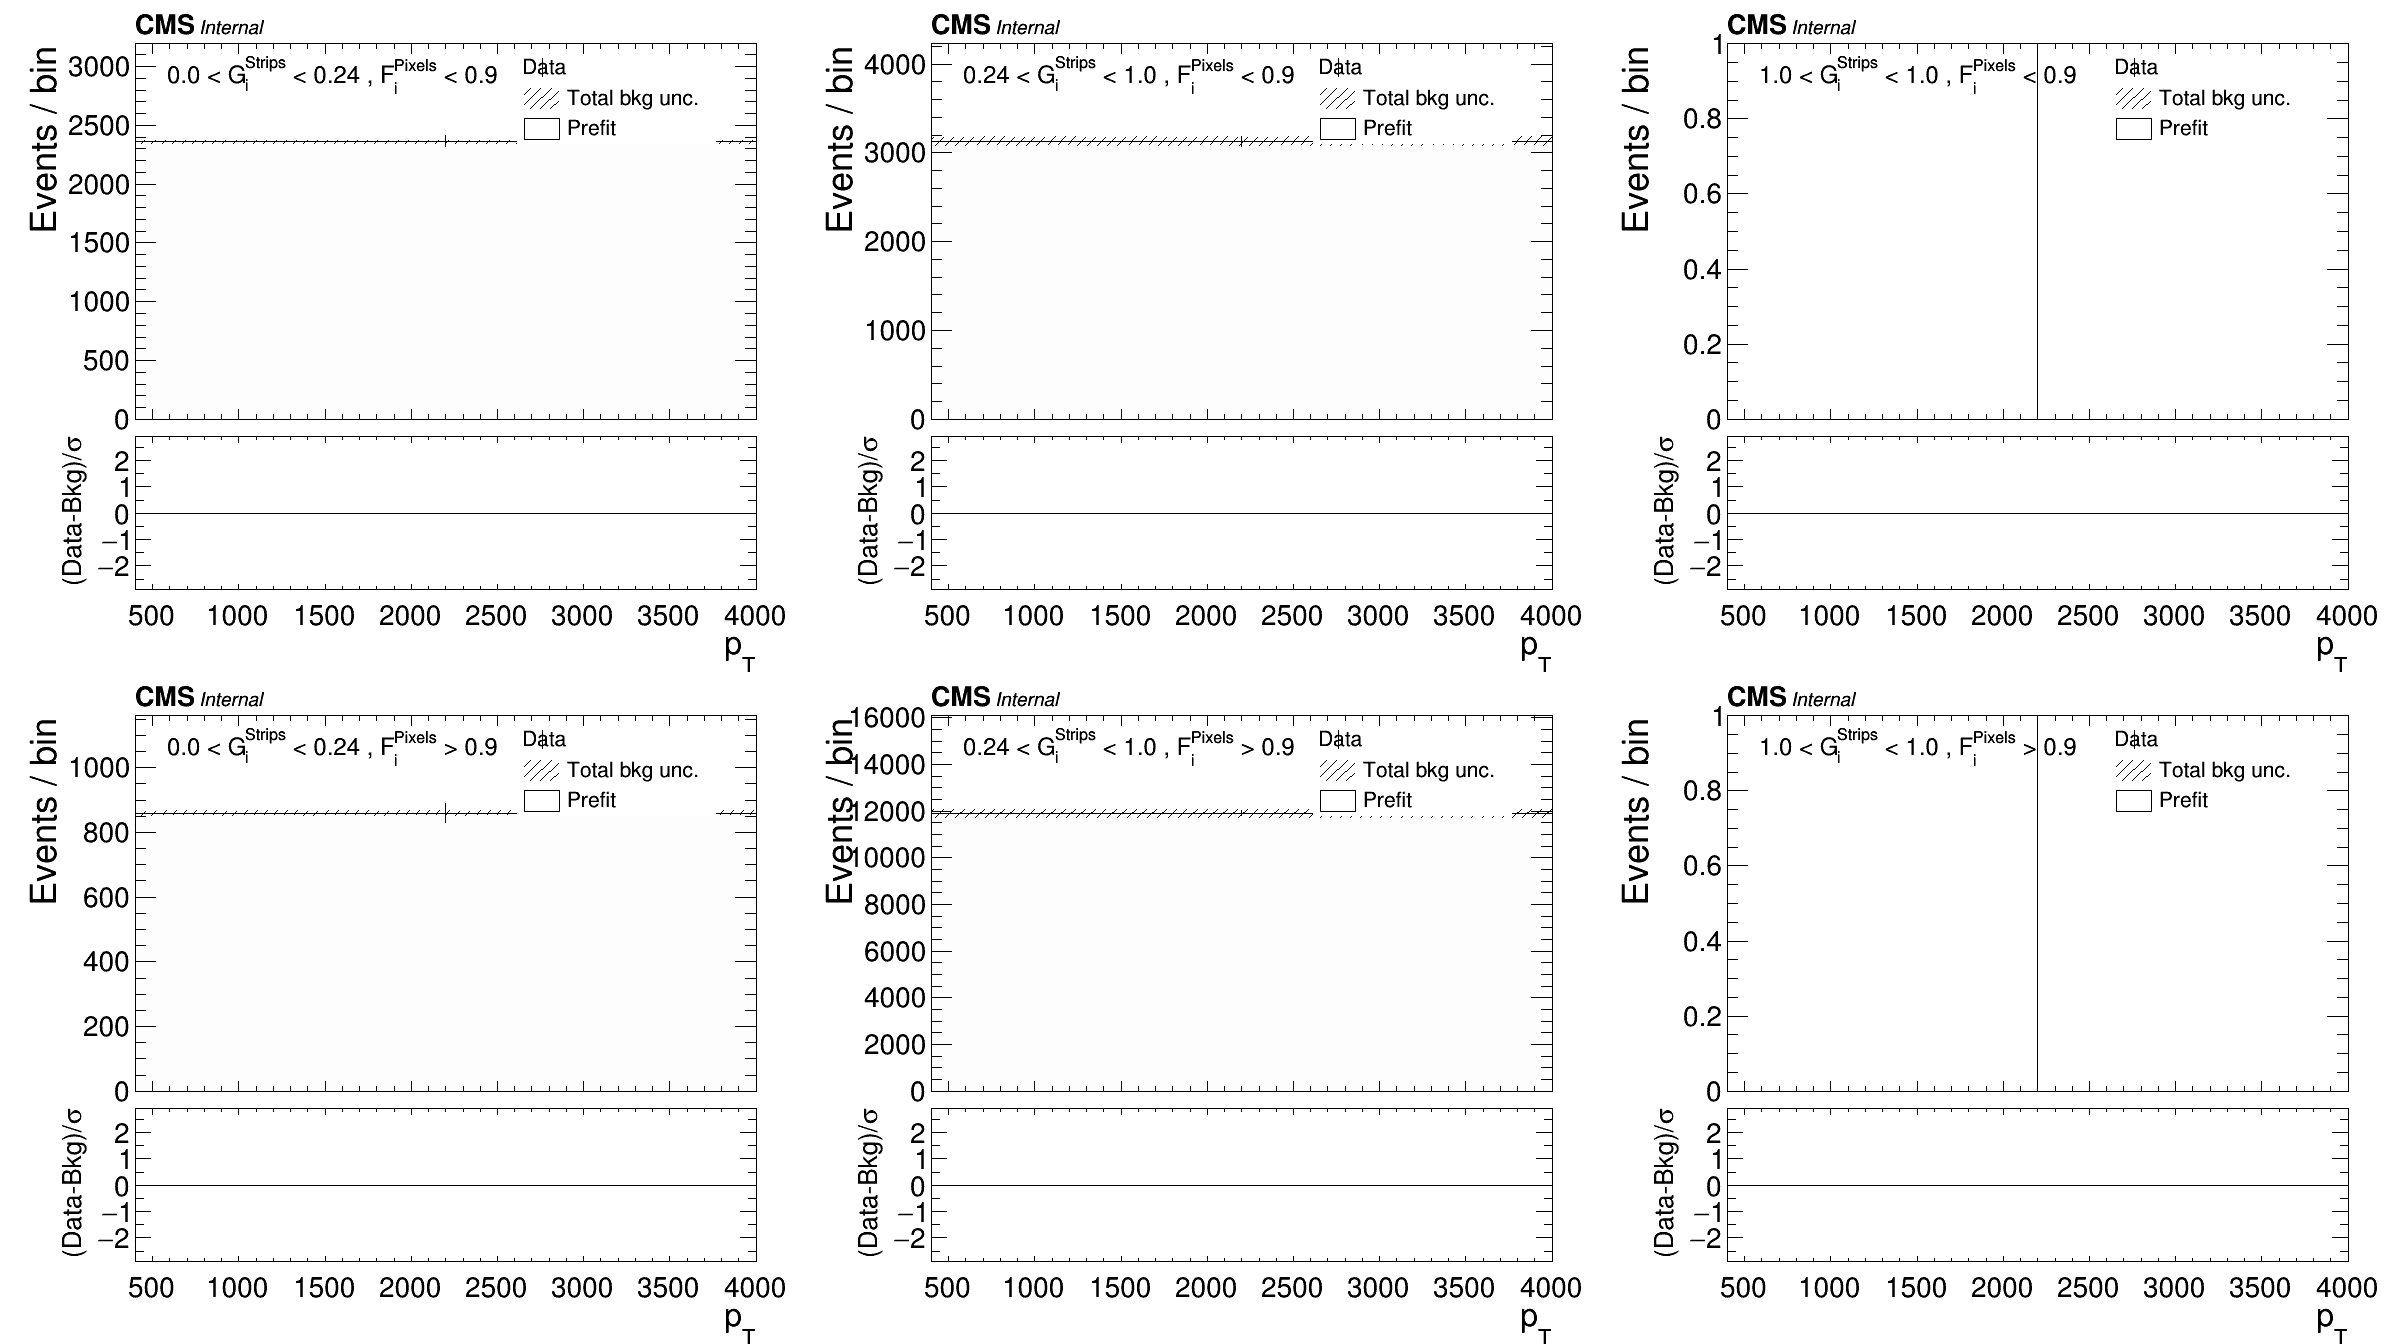 CMS Internal
Events / bin
0.0 < G_i^Strips < 0.24 , F_i^Pixels < 0.9
Data
Total bkg unc.
Prefit
3000
2500
2000
1500
1000
500
0
(Data-Bkg)/σ
2
1
0
−1
−2
500 1000 1500 2000 2500 3000 3500 4000
p_T
CMS Internal
Events / bin
0.24 < G_i^Strips < 1.0 , F_i^Pixels < 0.9
Data
Total bkg unc.
Prefit
4000
3000
2000
1000
0
(Data-Bkg)/σ
2
1
0
−1
−2
500 1000 1500 2000 2500 3000 3500 4000
p_T
CMS Internal
Events / bin
1.0 < G_i^Strips < 1.0 , F_i^Pixels < 0.9
Data
Total bkg unc.
Prefit
1
0.8
0.6
0.4
0.2
0
(Data-Bkg)/σ
2
1
0
−1
−2
500 1000 1500 2000 2500 3000 3500 4000
p_T
CMS Internal
Events / bin
0.0 < G_i^Strips < 0.24 , F_i^Pixels > 0.9
Data
Total bkg unc.
Prefit
1000
800
600
400
200
0
(Data-Bkg)/σ
2
1
0
−1
−2
500 1000 1500 2000 2500 3000 3500 4000
p_T
CMS Internal
Events / bin
0.24 < G_i^Strips < 1.0 , F_i^Pixels > 0.9
Data
Total bkg unc.
Prefit
16000
14000
12000
10000
8000
6000
4000
2000
0
(Data-Bkg)/σ
2
1
0
−1
−2
500 1000 1500 2000 2500 3000 3500 4000
p_T
CMS Internal
Events / bin
1.0 < G_i^Strips < 1.0 , F_i^Pixels > 0.9
Data
Total bkg unc.
Prefit
1
0.8
0.6
0.4
0.2
0
(Data-Bkg)/σ
2
1
0
−1
−2
500 1000 1500 2000 2500 3000 3500 4000
p_T